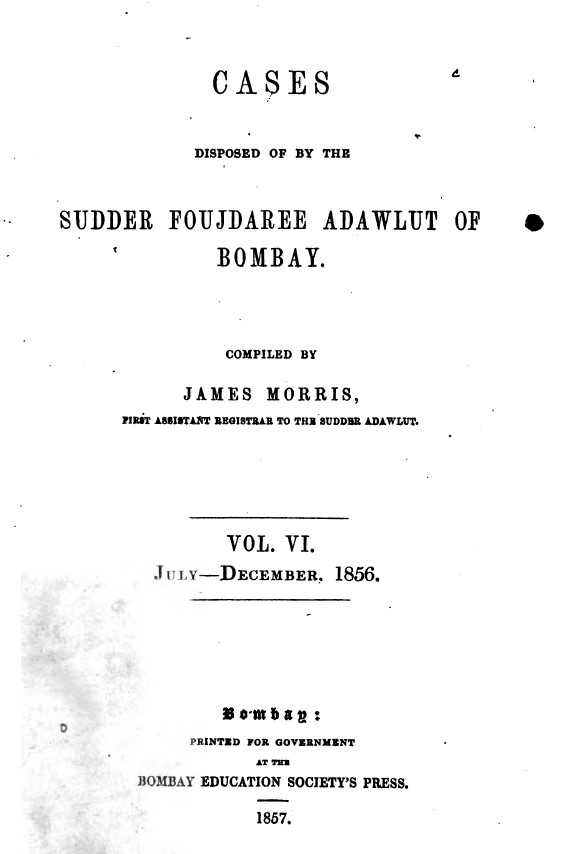 CASES
DISPOSED OF BY THE
SUDDER FOUJDAREE ADAWLUT OF
BOMBAY.
COMPILED BY
JAMES MORRIS,
FIRST ASSISTANT REGISTRAR TO THE SUDDER ADAWLUT.
VOL. VI.
JULY—DECEMBER. 1856.
Bombay:
PRINTED FOR GOVERNMENT
AT THE
BOMBAY EDUCATION SOCIETY'S PRESS.
1857.